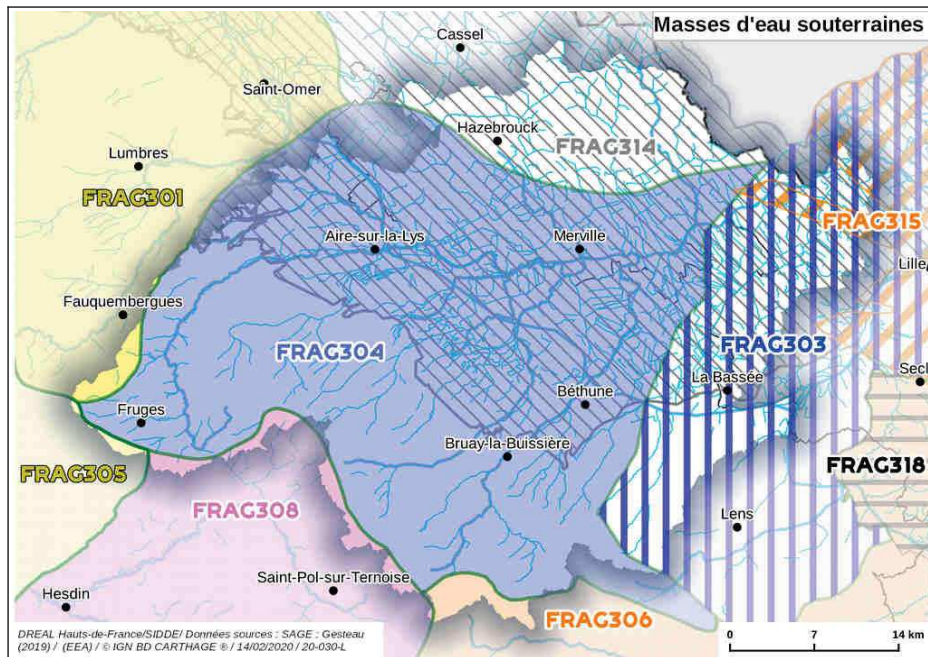 Masses d'eau souterraines
Cassel
Saint-Omer
Hazebrouck
FRAG314
Lumbres
FRAG301
FRAG315
Aire-sur-la-Lys
Merville
Lille
Fauquembergues
FRAG304
FRAG303
La Bassée
Secl
Béthune
Fruges
Bruay-la-Buissière
FRAG305
FRAG318
FRAG308
Lens
Saint-Pol-sur-Ternoise
Hesdin
FRAG306
DREAL Hauts-de-France/SIDDE/ Données sources : SAGE : Gesteau
(2019) / (EEA) / © IGN BD CARTHAGE ® / 14/02/2020 / 20-030-L
0 7 14 km